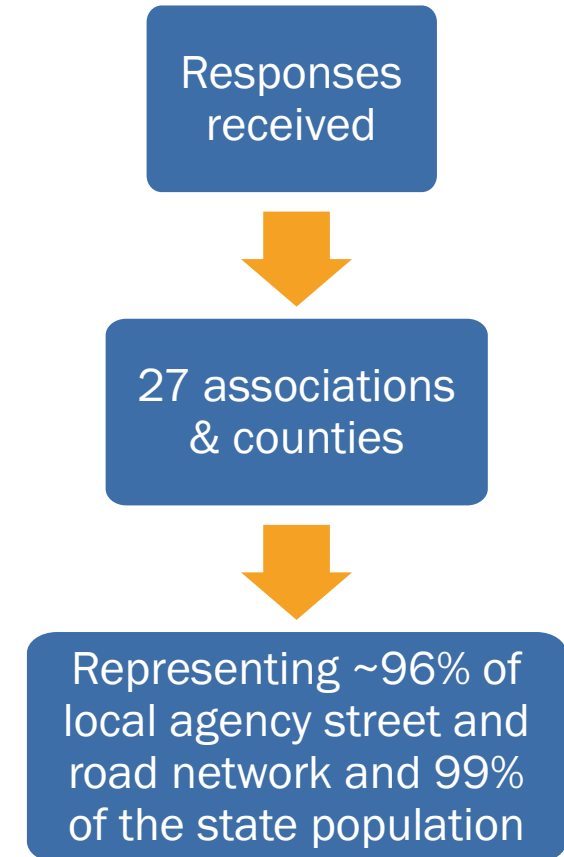 Responses
received
27 associations
& counties
Representing ~96% of
local agency street and
road network and 99%
of the state population